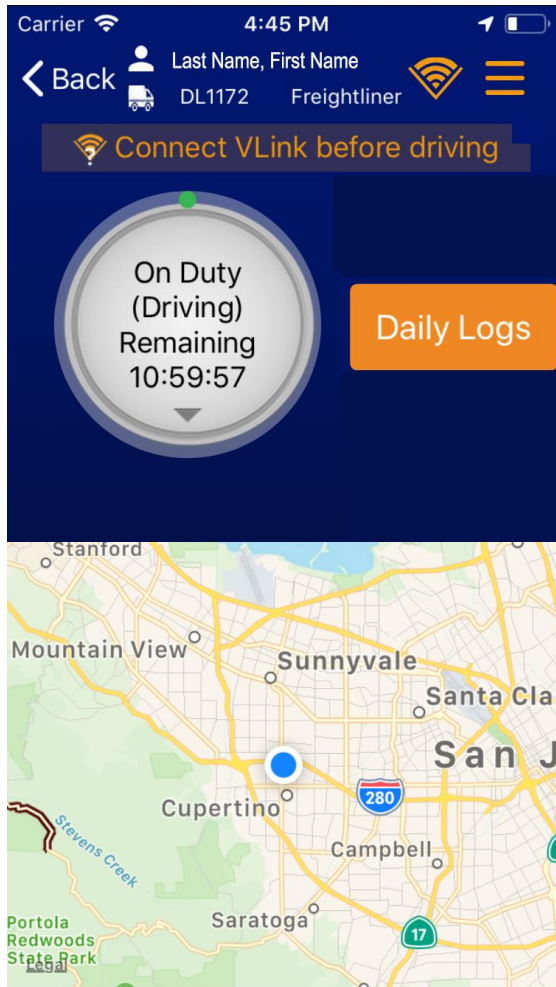 Carrier 4:45 PM
Last Name, First Name
Back
DL1172 Freightliner
Connect VLink before driving
On Duty
(Driving)
Remaining
10:59:57
Daily Logs
Stanford
Mountain View
Sunnyvale
Santa Cla
San J
Cupertino
280
Stevens Creek
Campbell
Saratoga
17
Portola
Redwoods
State Park
Legal